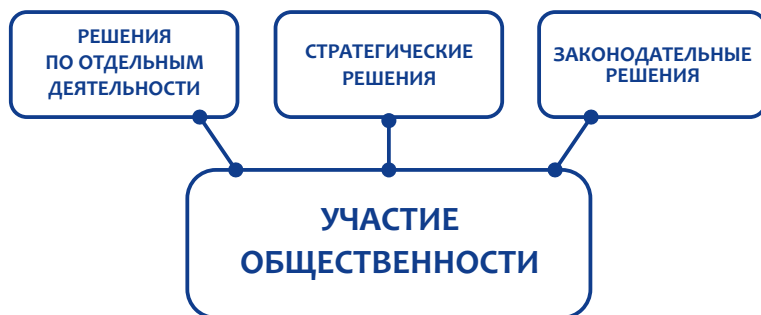 РЕШЕНИЯ
ПО ОТДЕЛЬНЫМ
ДЕЯТЕЛЬНОСТИ
СТРАТЕГИЧЕСКИЕ
РЕШЕНИЯ
ЗАКОНОДАТЕЛЬНЫЕ
РЕШЕНИЯ
УЧАСТИЕ
ОБЩЕСТВЕННОСТИ